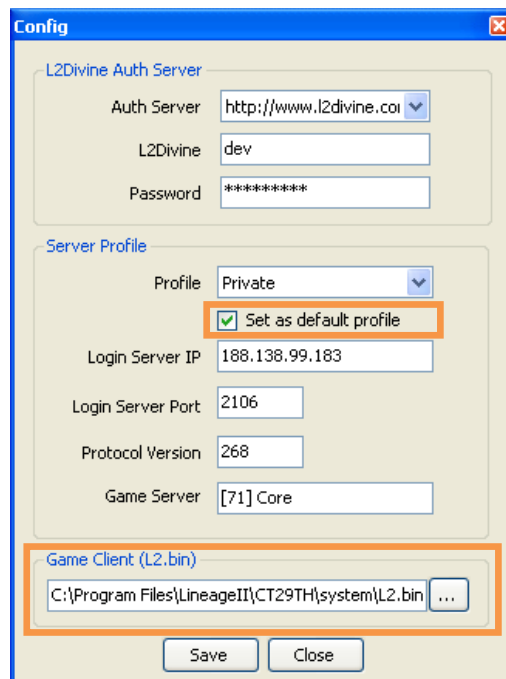 Config
L2Divine Auth Server
Auth Server http://www.l2divine.com
L2Divine dev
Password *********
Server Profile
Profile Private
Set as default profile
Login Server IP 188.138.99.183
Login Server Port 2106
Protocol Version 268
Game Server [71] Core
Game Client (L2.bin)
C:\Program Files\LineageII\CT29TH\system\L2.bin ...
Save Close